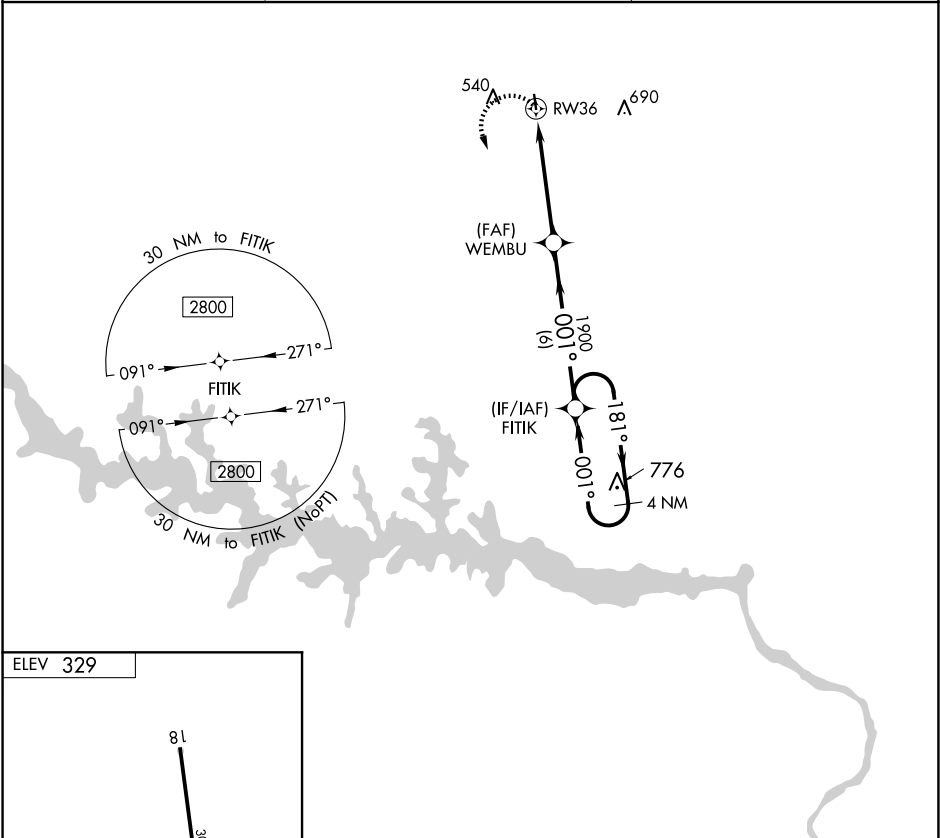 540
RW36
690
(FAF)
WEMBU
30 NM to FITIK
2800
091°
271°
FITIK
091°
271°
2800
30 NM to FITIK (NoPT)
001°
1900
(6)
(IF/IAF)
FITIK
181°
001°
776
4 NM
ELEV 329
18